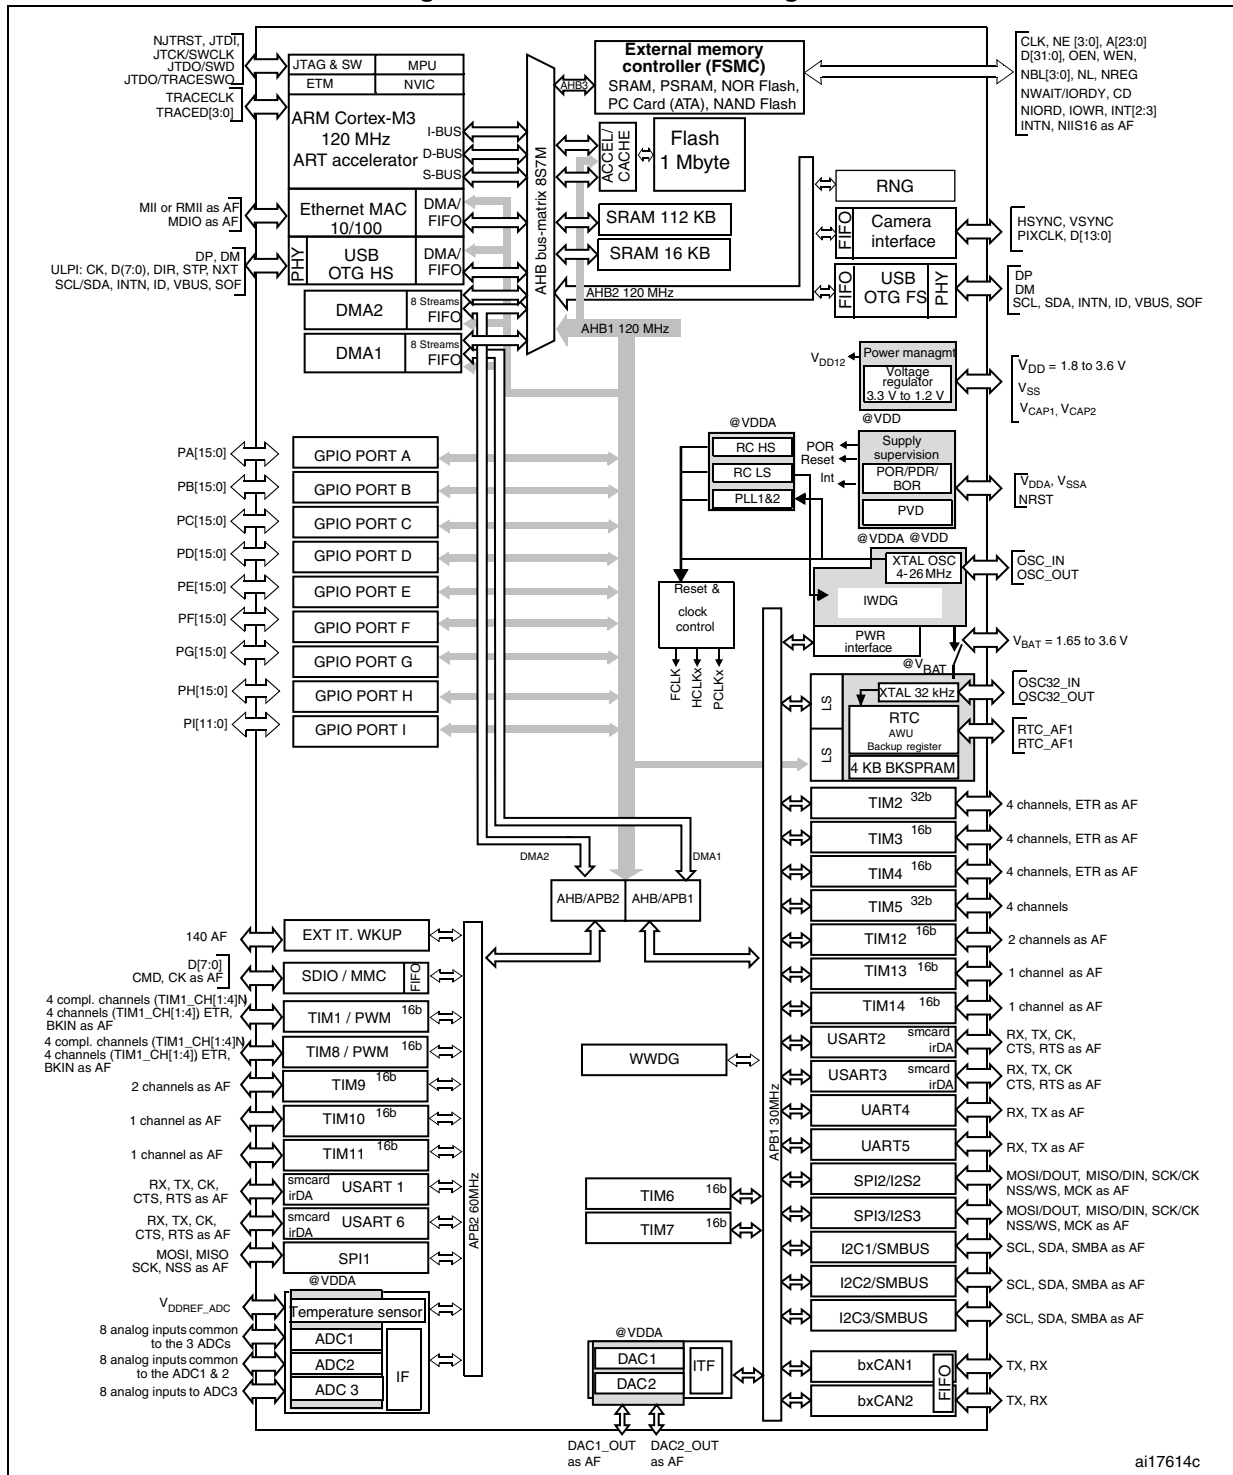 NJTRST, JTDI,
JTCK/SWCLK
JTDO/SWD
JTDO/TRACESWO
TRACECLK
TRACED[3:0]
JTAG & SW
MPU
ETM
NVIC
ARM Cortex-M3
120 MHz
ART accelerator
I-BUS
D-BUS
S-BUS
MII or RMII as AF
MDIO as AF
Ethernet MAC
10/100
DMA/
FIFO
DP, DM
ULPI: CK, D(7:0), DIR, STP, NXT
SCL/SDA, INTN, ID, VBUS, SOF
PHY
USB
OTG HS
DMA/
FIFO
DMA2
8 Streams
FIFO
DMA1
8 Streams
FIFO
AHB bus-matrix 8S7M
AHB3
External memory
controller (FSMC)
SRAM, PSRAM, NOR Flash,
PC Card (ATA), NAND Flash
CLK, NE [3:0], A[23:0]
D[31:0], OEN, WEN,
NBL[3:0], NL, NREG
NWAIT/IORDY, CD
NIORD, IOWR, INT[2:3]
INTN, NIIS16 as AF
ACCEL/
CACHE
Flash
1 Mbyte
SRAM 112 KB
SRAM 16 KB
AHB2 120 MHz
AHB1 120 MHz
RNG
FIFO
Camera
interface
HSYNC, VSYNC
PIXCLK, D[13:0]
FIFO
USB
OTG FS
PHY
DP
DM
SCL, SDA, INTN, ID, VBUS, SOF
VDD12
Power managmt
Voltage
regulator
3.3 V to 1.2 V
VDD = 1.8 to 3.6 V
VSS
VCAP1, VCAP2
@VDD
@VDDA
RC HS
RC LS
PLL1&2
POR
Reset
Int
Supply
supervision
POR/PDR/
BOR
PVD
VDDA, VSSA
NRST
@VDDA @VDD
XTAL OSC
4-26 MHz
OSC_IN
OSC_OUT
IWDG
Reset &
clock
control
FCLK
HCLKx
PCLKx
PWR
interface
VBAT = 1.65 to 3.6 V
@VBAT
LS
LS
XTAL 32 kHz
OSC32_IN
OSC32_OUT
RTC
AWU
Backup register
RTC_AF1
RTC_AF1
4 KB BKSPRAM
PA[15:0]
GPIO PORT A
PB[15:0]
GPIO PORT B
PC[15:0]
GPIO PORT C
PD[15:0]
GPIO PORT D
PE[15:0]
GPIO PORT E
PF[15:0]
GPIO PORT F
PG[15:0]
GPIO PORT G
PH[15:0]
GPIO PORT H
PI[11:0]
GPIO PORT I
DMA2
DMA1
AHB/APB2
AHB/APB1
TIM2 32b
4 channels, ETR as AF
TIM3 16b
4 channels, ETR as AF
TIM4 16b
4 channels, ETR as AF
TIM5 32b
4 channels
TIM12 16b
2 channels as AF
TIM13 16b
1 channel as AF
TIM14 16b
1 channel as AF
USART2 smcard
irDA
RX, TX, CK,
CTS, RTS as AF
USART3 smcard
irDA
RX, TX, CK
CTS, RTS as AF
UART4
RX, TX as AF
UART5
RX, TX as AF
SPI2/I2S2
MOSI/DOUT, MISO/DIN, SCK/CK
NSS/WS, MCK as AF
SPI3/I2S3
MOSI/DOUT, MISO/DIN, SCK/CK
NSS/WS, MCK as AF
I2C1/SMBUS
SCL, SDA, SMBA as AF
I2C2/SMBUS
SCL, SDA, SMBA as AF
I2C3/SMBUS
SCL, SDA, SMBA as AF
bxCAN1
TX, RX
FIFO
bxCAN2
TX, RX
APB1 30MHz
WWDG
TIM6 16b
TIM7 16b
@VDDA
DAC1
DAC2
ITF
DAC1_OUT
as AF
DAC2_OUT
as AF
140 AF
EXT IT. WKUP
D[7:0]
CMD, CK as AF
SDIO / MMC
FIFO
4 compl. channels (TIM1_CH[1:4]N
4 channels (TIM1_CH[1:4]) ETR,
BKIN as AF
TIM1 / PWM 16b
4 compl. channels (TIM1_CH[1:4]N
4 channels (TIM1_CH[1:4]) ETR,
BKIN as AF
TIM8 / PWM 16b
2 channels as AF
TIM9 16b
1 channel as AF
TIM10 16b
1 channel as AF
TIM11 16b
RX, TX, CK,
CTS, RTS as AF
smcard
irDA
USART 1
RX, TX, CK,
CTS, RTS as AF
smcard
irDA
USART 6
MOSI, MISO
SCK, NSS as AF
SPI1
APB2 60MHz
@VDDA
VDDREF_ADC
Temperature sensor
8 analog inputs common
to the 3 ADCs
ADC1
8 analog inputs common
to the ADC1 & 2
ADC2
8 analog inputs to ADC3
ADC 3
IF
ai17614c